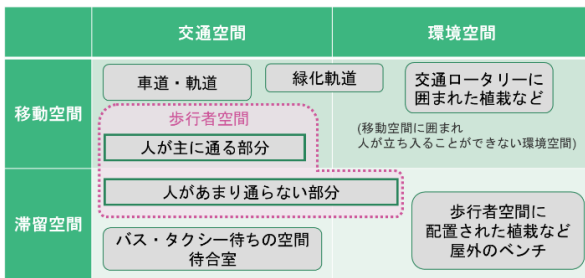 交通空間
環境空間
移動空間
車道・軌道
緑化軌道
交通ロータリーに
囲まれた植栽など
(移動空間に囲まれ
人が立ち入ることができない環境空間)
歩行者空間
人が主に通る部分
滞留空間
人があまり通らない部分
バス・タクシー待ちの空間
待合室
歩行者空間に
配置された植栽など
屋外のベンチ